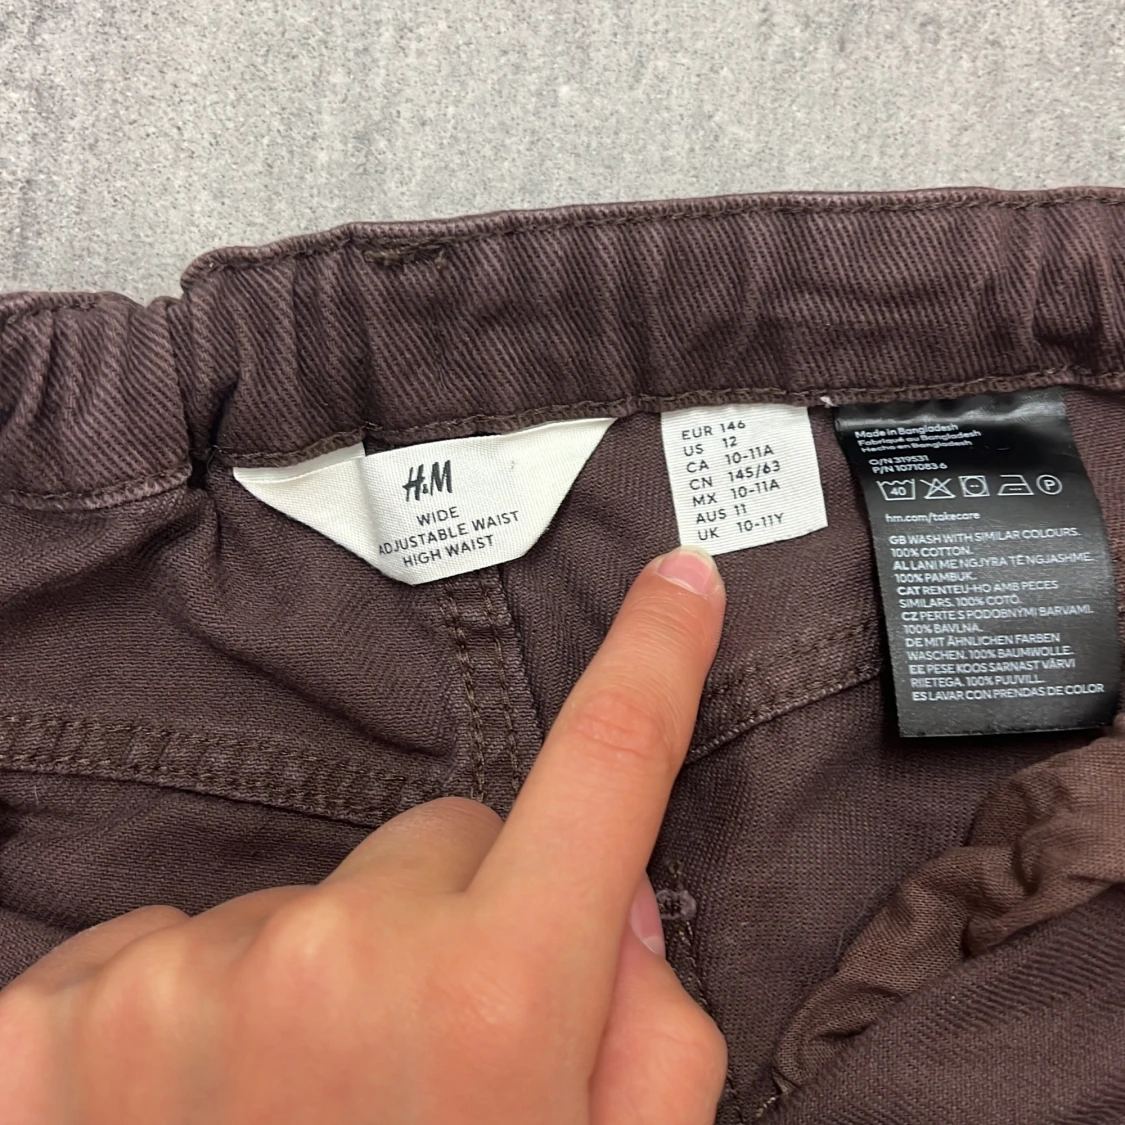 H&M
WIDE
ADJUSTABLE WAIST
HIGH WAIST
EUR 146
US 12
CA 10-11A
CN 145/63
MX 10-11A
AUS 11
UK 10-11Y
Made in Bangladesh
Fabriqué au Bangladesh
Hecho en Bangladesh
O/N 319531
P/N 1071083 6
40
P
hm.com/takecare
GB WASH WITH SIMILAR COLOURS.
100% COTTON.
AL LANI ME NGJYRA TË NGJASHME.
100% PAMBUK.
CAT RENTEU-HO AMB PECES
SIMILARS. 100% COTÓ.
CZ PERTE S PODOBNÝMI BARVAMI.
100% BAVLNA.
DE MIT ÄHNLICHEN FARBEN
WASCHEN. 100% BAUMWOLLE.
EE PESE KOOS SARNAST VÄRVI
RIIETEGA. 100% PUUVILL.
ES LAVAR CON PRENDAS DE COLOR